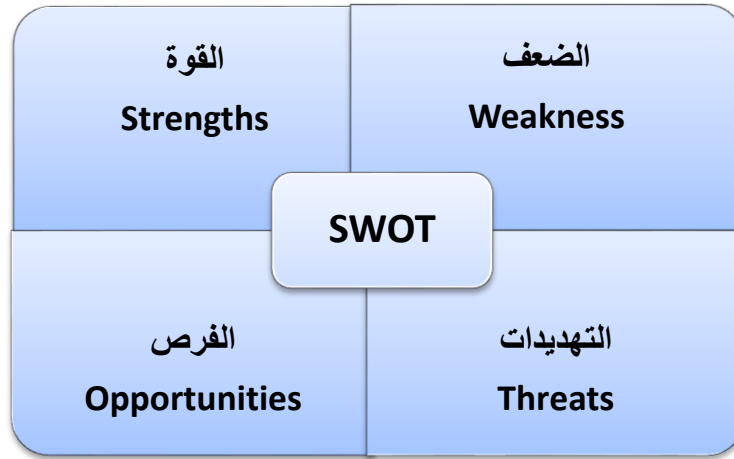 القوة
Strengths
الضعف
Weakness
SWOT
الفرص
Opportunities
التهديدات
Threats